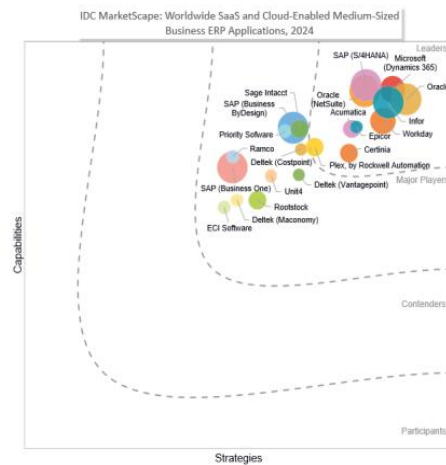 IDC MarketScape: Worldwide SaaS and Cloud-Enabled Medium-Sized
Business ERP Applications, 2024
Leaders
SAP (S/4HANA)
Microsoft
(Dynamics 365)
Oracle
Sage Intacct
SAP (Business
ByDesign)
Oracle
(NetSuite)
Acumatica
Infor
Priority Software
Epicor
Workday
Ramco
Certinia
Deltek (Costpoint)
Plex, by Rockwell Automation
Major Players
Deltek (Vantagepoint)
SAP (Business One)
Unit4
Rootstock
Deltek (Maconomy)
ECI Software
Capabilities
Contenders
Participants
Strategies